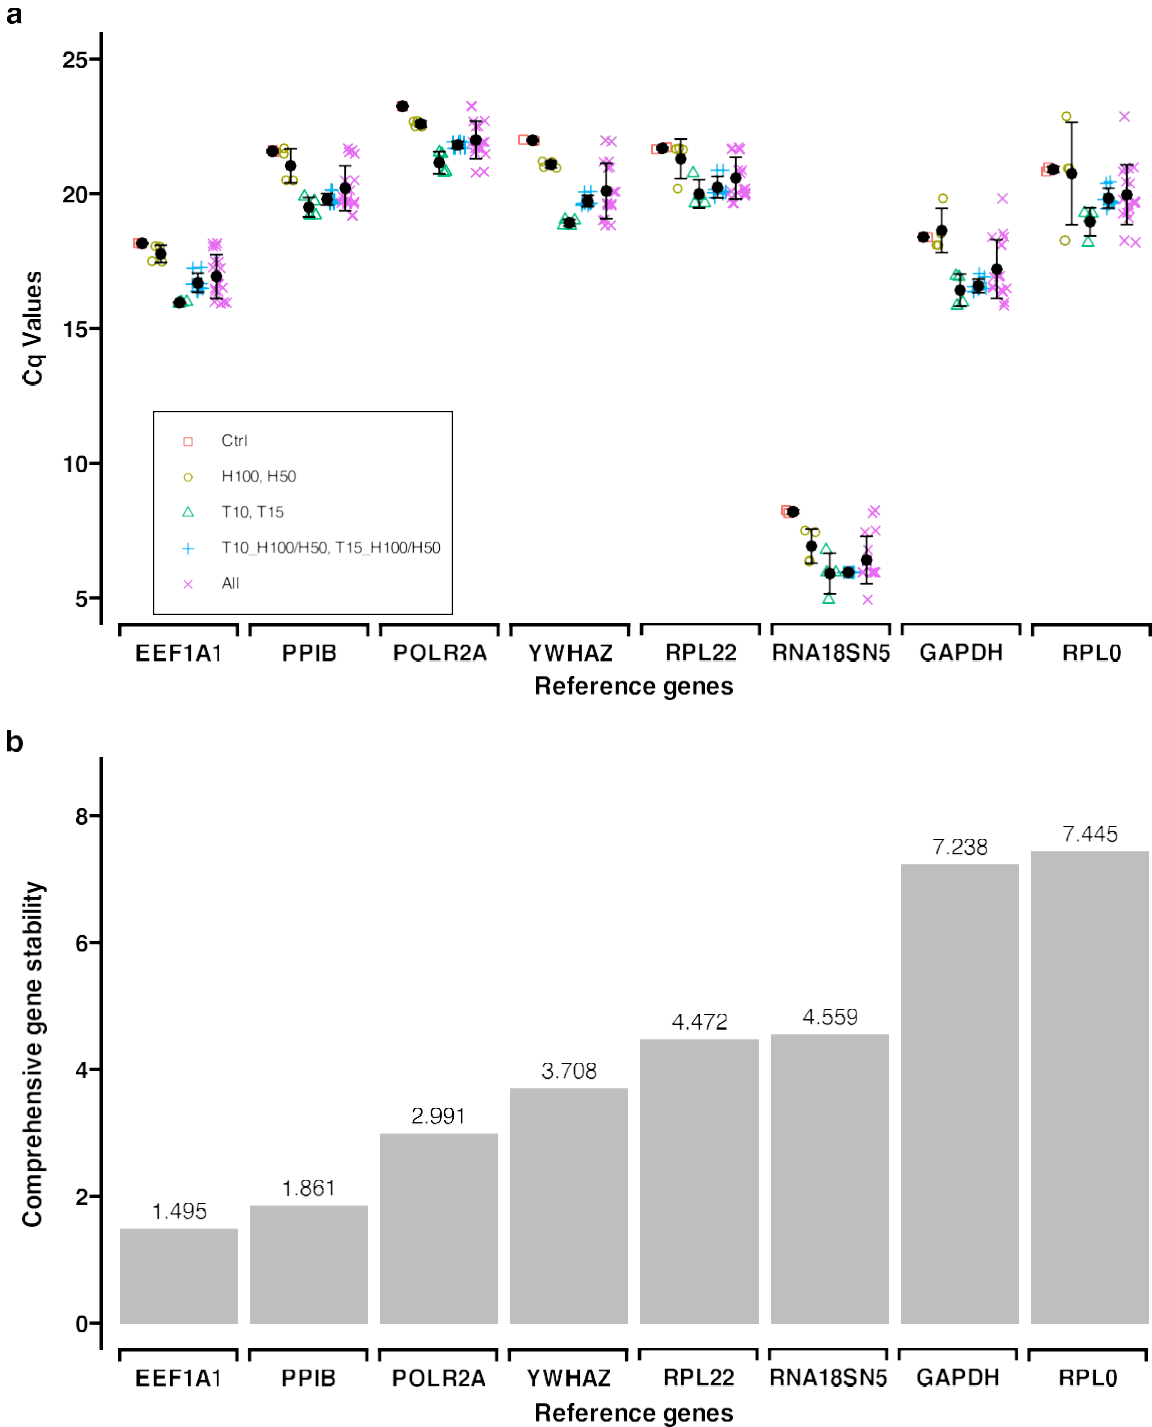 a
25
20
15
10
5
Cq Values
Ctrl
H100, H50
T10, T15
T10_H100/H50, T15_H100/H50
All
EEF1A1 PPIB POLR2A YWHAZ RPL22 RNA18SN5 GAPDH RPL0
Reference genes
b
8
6
4
2
0
Comprehensive gene stability
1.495
1.861
2.991
3.708
4.472
4.559
7.238
7.445
EEF1A1 PPIB POLR2A YWHAZ RPL22 RNA18SN5 GAPDH RPL0
Reference genes